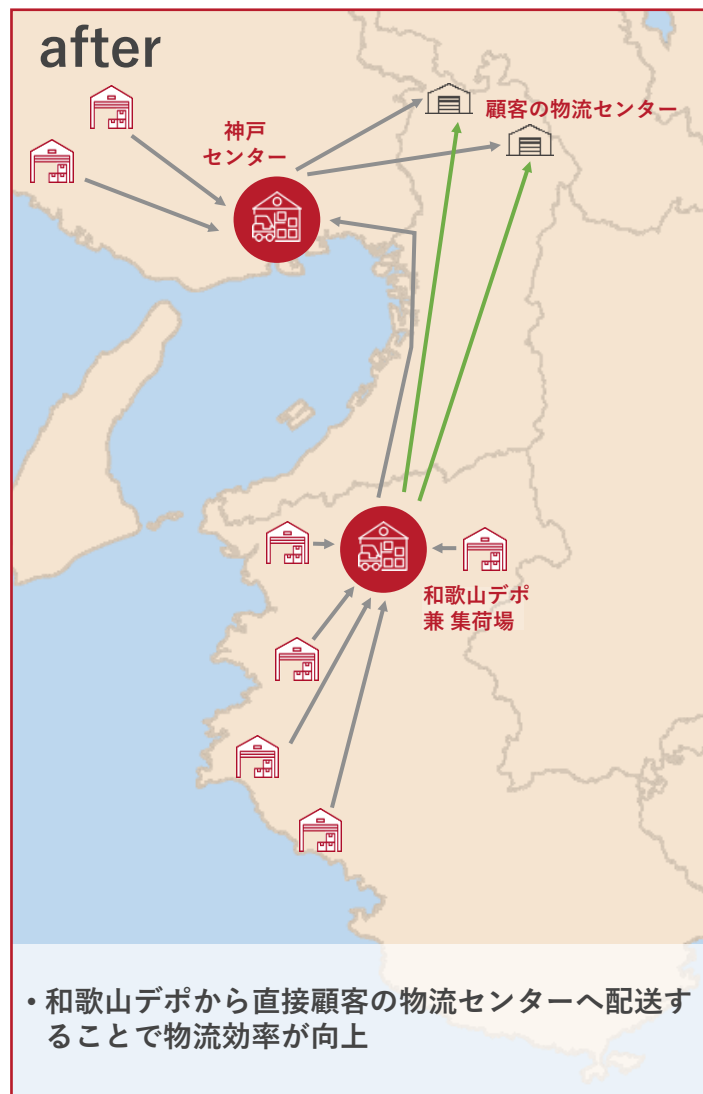 after
神戸
センター
顧客の物流センター
和歌山デポ
兼 集荷場
・和歌山デポから直接顧客の物流センターへ配送す
ることで物流効率が向上